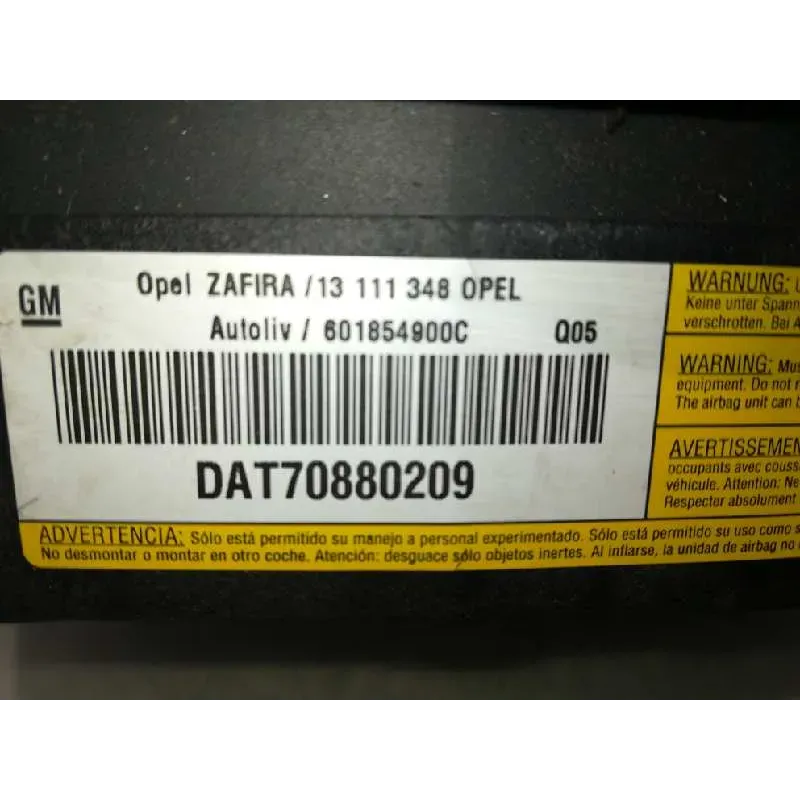 GM
Opel ZAFIRA / 13 111 348 OPEL
Autoliv / 601854900C Q05
DAT70880209
WARNUNG:
Keine unter Spann
verschrotten. Bei A
WARNING: Mus
equipment. Do not r
The airbag unit can b
AVERTISSEMEN
occupants avec couss
véhicule. Attention: Ne
Respecter absolument
ADVERTENCIA: Sólo está permitido su manejo a personal experimentado. Sólo está permitido su uso como s
No desmontar o montar en otro coche. Atención: desguace sólo objetos inertes. Al inflarse, la unidad de airbag no